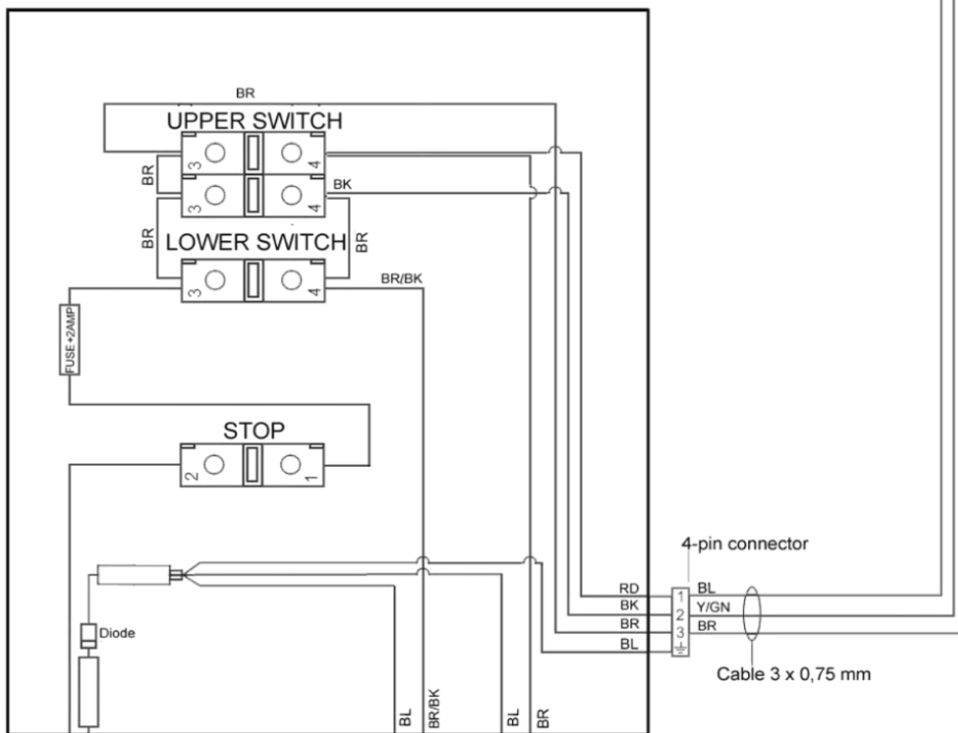 BR
UPPER SWITCH
3
4
BR
3
BK
4
BR
LOWER SWITCH
BR
3
4
BR/BK
FUSE+2AMP
STOP
2
1
4-pin connector
RD
1
BL
BK
2
Y/GN
BR
3
BR
BL
Cable 3 x 0,75 mm
Diode
BL
BR/BK
BL
BR